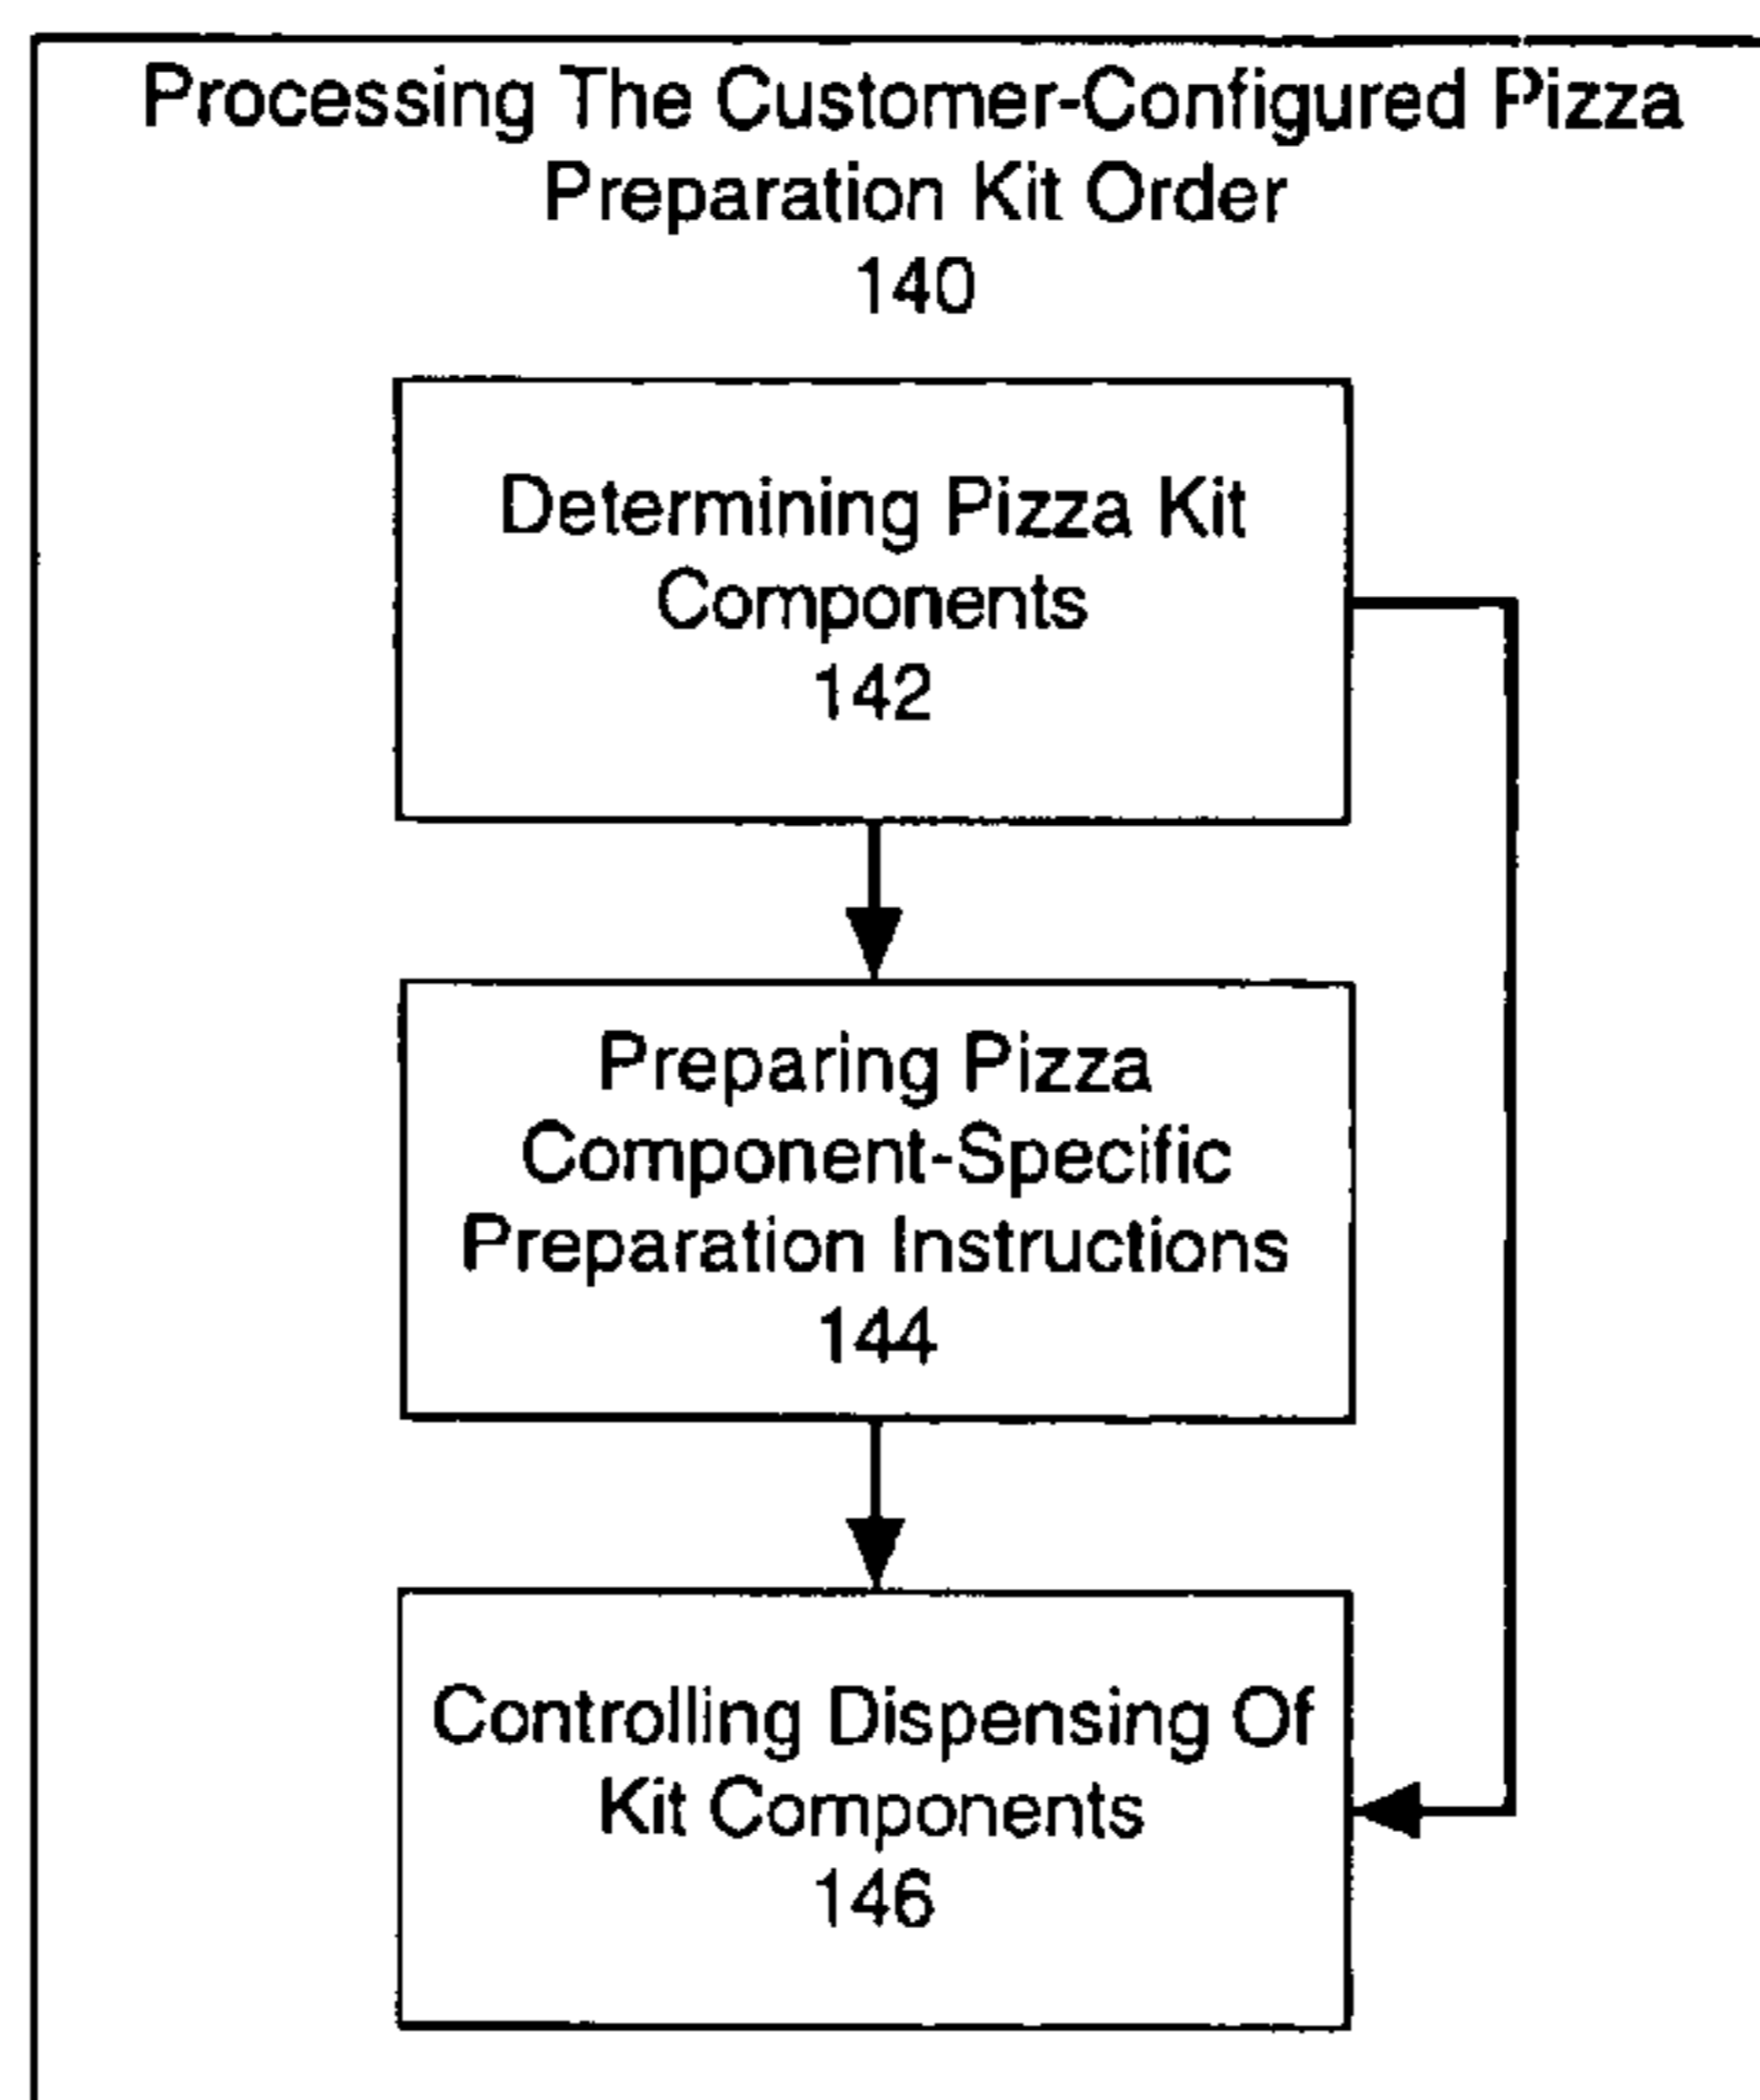 Processing The Customer-Configured Pizza
Preparation Kit Order
140
Determining Pizza Kit
Components
142
Preparing Pizza
Component-Specific
Preparation Instructions
144
Controlling Dispensing Of
Kit Components
146